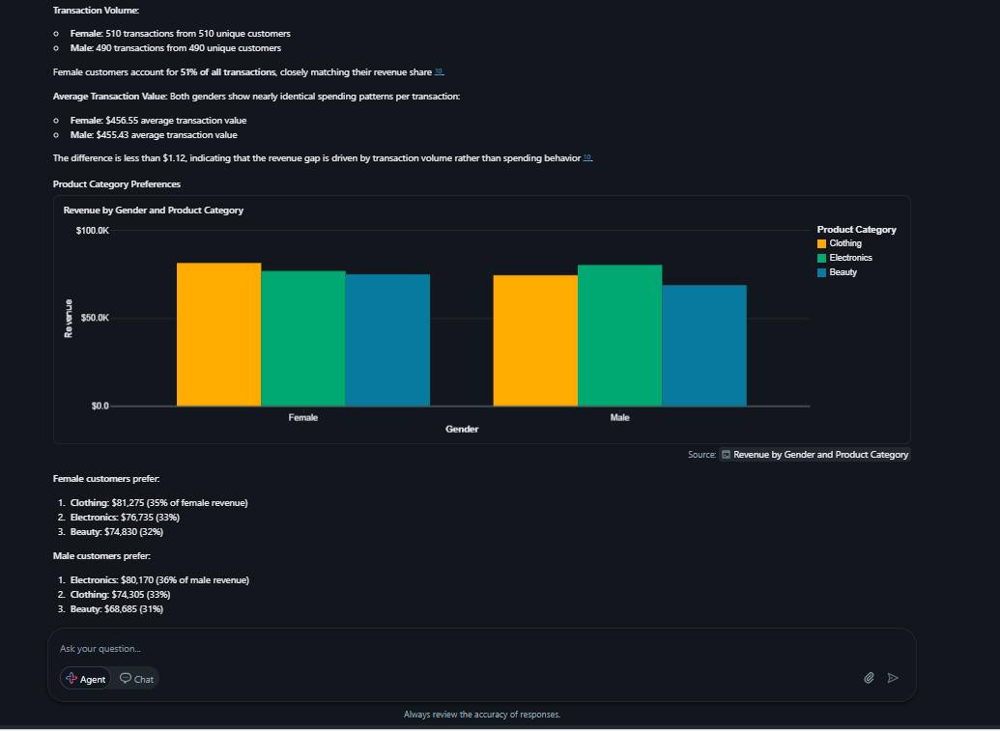 Transaction Volume:
Female: 510 transactions from 510 unique customers
Male: 490 transactions from 490 unique customers
Female customers account for 51% of all transactions, closely matching their revenue share 10.
Average Transaction Value: Both genders show nearly identical spending patterns per transaction:
Female: $456.55 average transaction value
Male: $455.43 average transaction value
The difference is less than $1.12, indicating that the revenue gap is driven by transaction volume rather than spending behavior 10.
Product Category Preferences
Revenue by Gender and Product Category
$100.0K
$50.0K
$0.0
Revenue
Female
Male
Gender
Product Category
Clothing
Electronics
Beauty
Source: Revenue by Gender and Product Category
Female customers prefer:
1. Clothing: $81,275 (35% of female revenue)
2. Electronics: $76,735 (33%)
3. Beauty: $74,830 (32%)
Male customers prefer:
1. Electronics: $80,170 (36% of male revenue)
2. Clothing: $74,305 (33%)
3. Beauty: $68,685 (31%)
Ask your question...
Agent Chat
Always review the accuracy of responses.